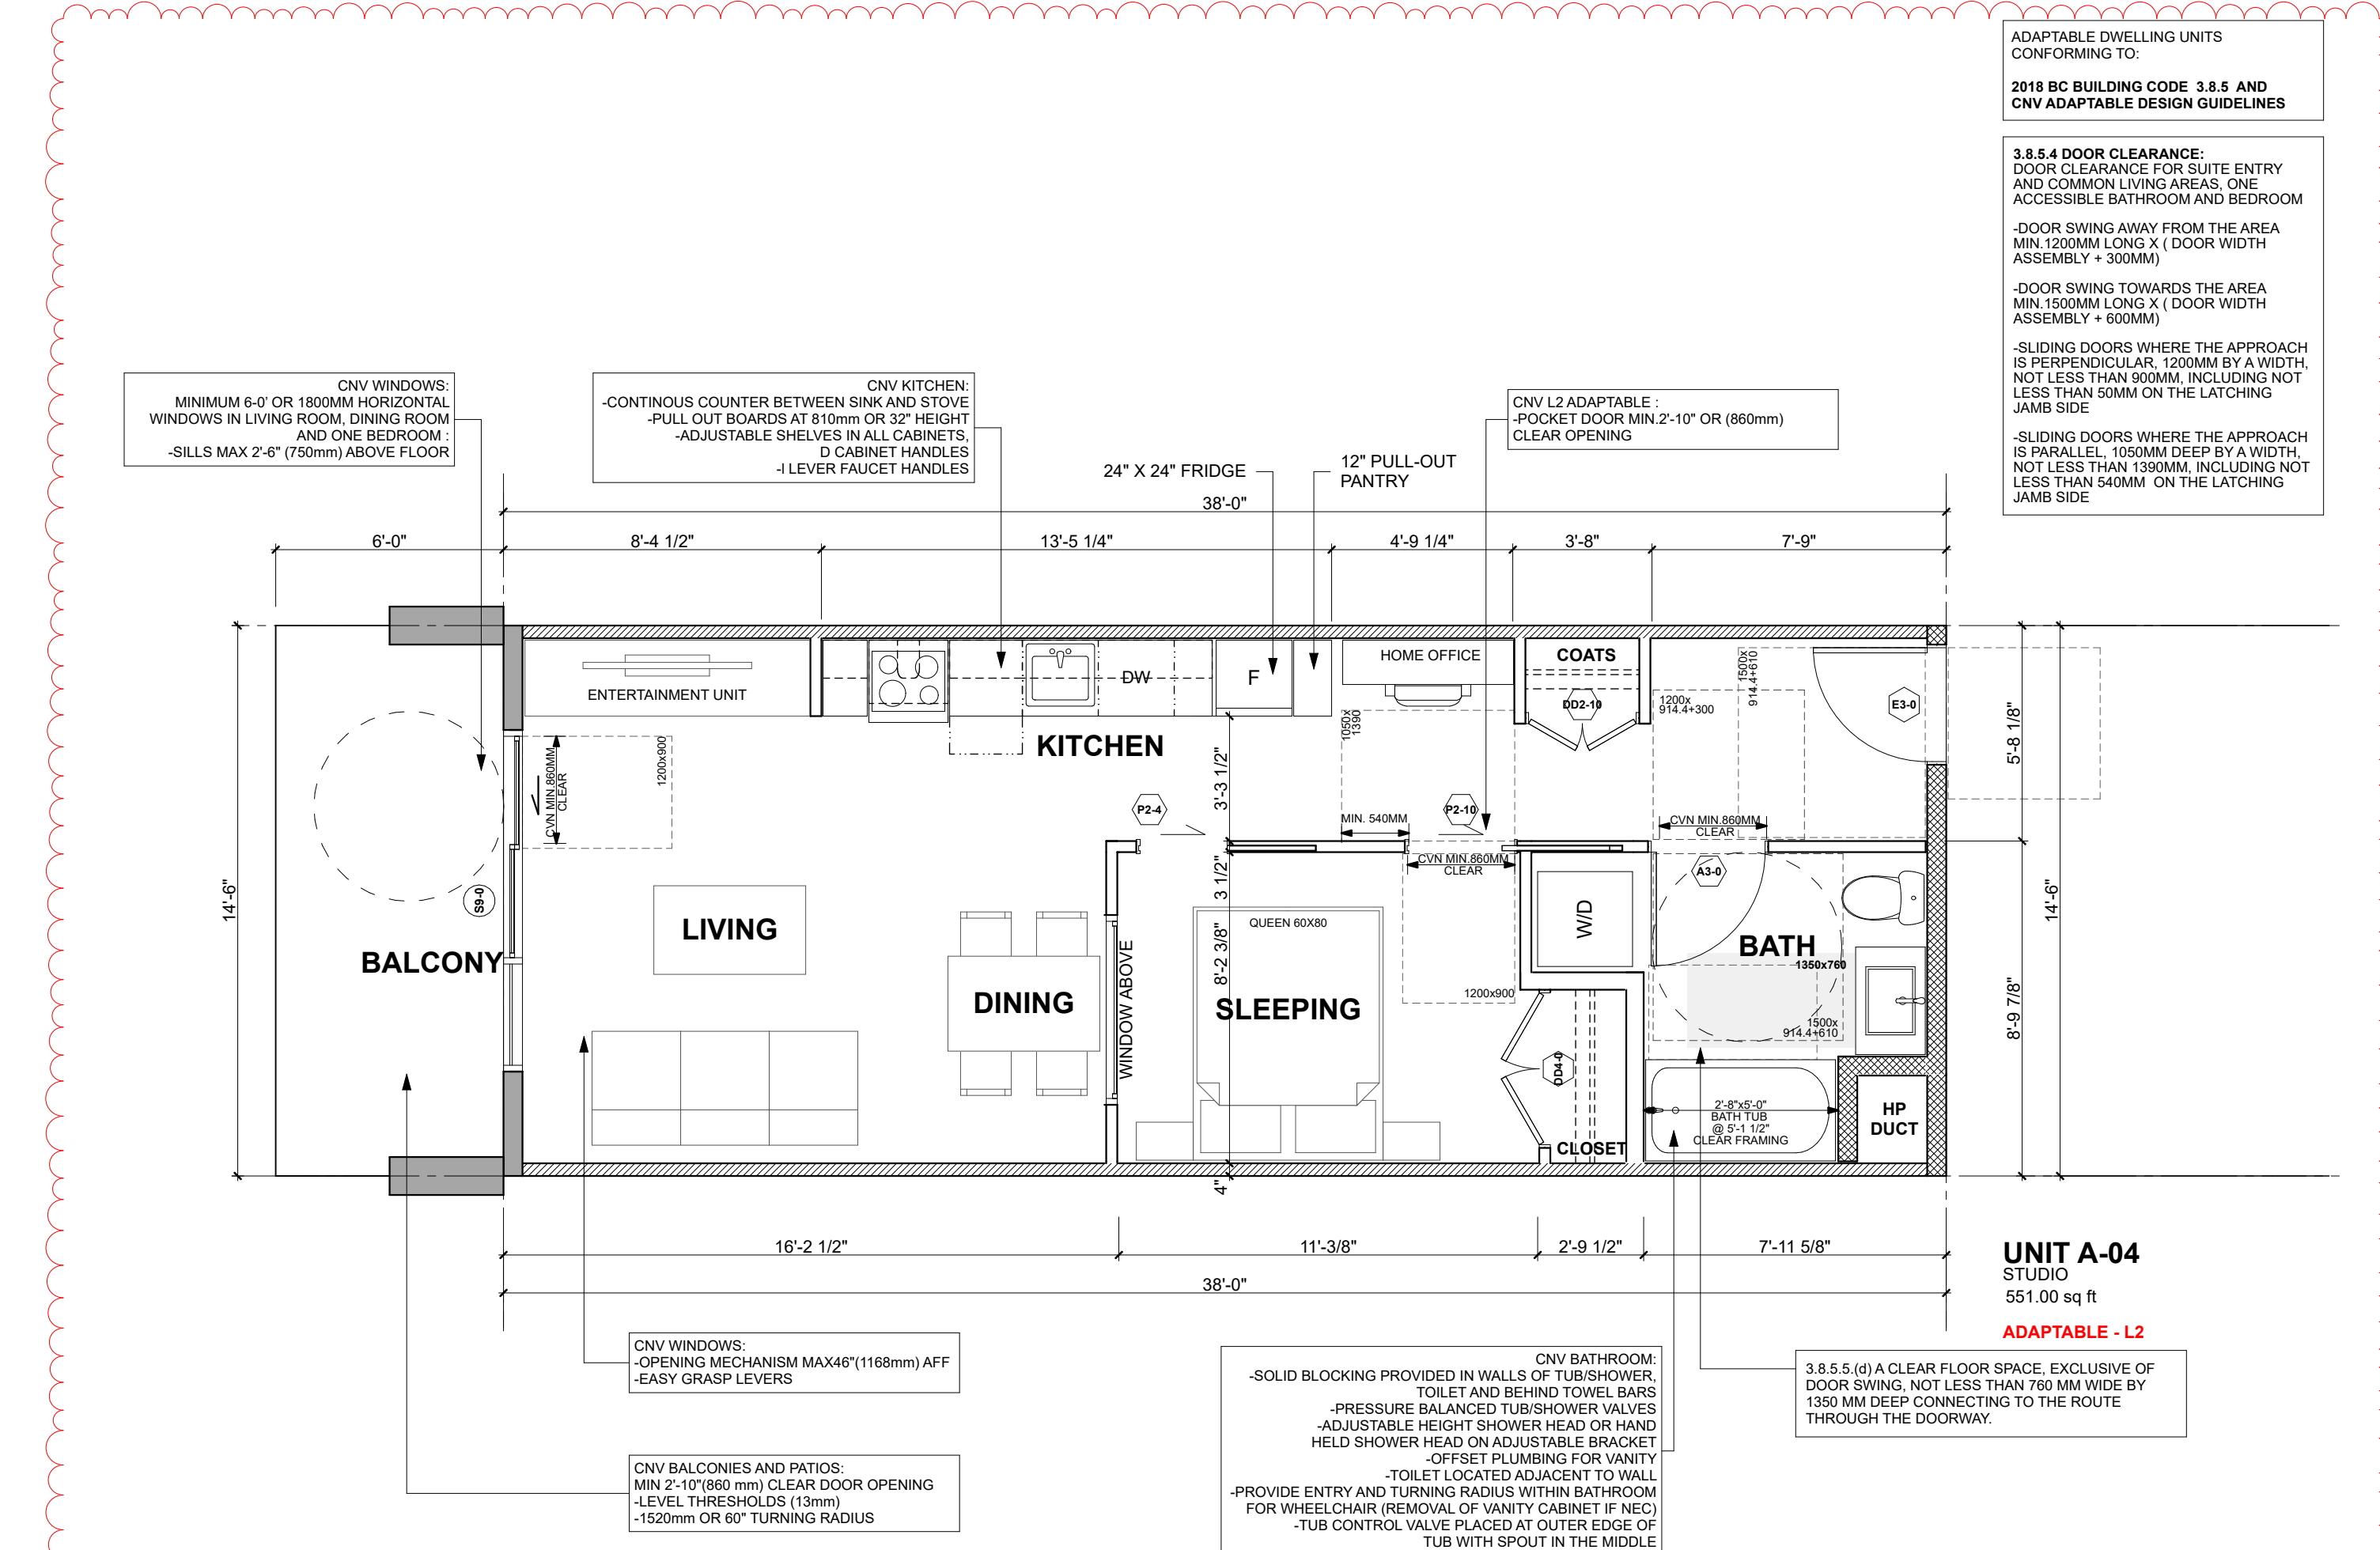 ADAPTABLE DWELLING UNITS
CONFORMING TO:
2018 BC BUILDING CODE 3.8.5 AND
CNV ADAPTABLE DESIGN GUIDELINES
3.8.5.4 DOOR CLEARANCE:
DOOR CLEARANCE FOR SUITE ENTRY
AND COMMON LIVING AREAS, ONE
ACCESSIBLE BATHROOM AND BEDROOM
-DOOR SWING AWAY FROM THE AREA
MIN.1200MM LONG X ( DOOR WIDTH
ASSEMBLY + 300MM)
-DOOR SWING TOWARDS THE AREA
MIN.1500MM LONG X ( DOOR WIDTH
ASSEMBLY + 600MM)
-SLIDING DOORS WHERE THE APPROACH
IS PERPENDICULAR, 1200MM BY A WIDTH,
NOT LESS THAN 900MM, INCLUDING NOT
LESS THAN 50MM ON THE LATCHING
JAMB SIDE
-SLIDING DOORS WHERE THE APPROACH
IS PARALLEL, 1050MM DEEP BY A WIDTH,
NOT LESS THAN 1390MM, INCLUDING NOT
LESS THAN 540MM ON THE LATCHING
JAMB SIDE
CNV WINDOWS:
MINIMUM 6-0' OR 1800MM HORIZONTAL
WINDOWS IN LIVING ROOM, DINING ROOM
AND ONE BEDROOM :
-SILLS MAX 2'-6" (750mm) ABOVE FLOOR
CNV KITCHEN:
-CONTINOUS COUNTER BETWEEN SINK AND STOVE
-PULL OUT BOARDS AT 810mm OR 32" HEIGHT
-ADJUSTABLE SHELVES IN ALL CABINETS,
D CABINET HANDLES
-I LEVER FAUCET HANDLES
CNV L2 ADAPTABLE :
-POCKET DOOR MIN.2'-10" OR (860mm)
CLEAR OPENING
24" X 24" FRIDGE
12" PULL-OUT
PANTRY
38'-0"
6'-0"
8'-4 1/2"
13'-5 1/4"
4'-9 1/4"
3'-8"
7'-9"
ENTERTAINMENT UNIT
DW
F
HOME OFFICE
COATS
DD2-10
1200x
914.4+300
1500x
914.4+610
E3-0
KITCHEN
1050x
1390
CVN MIN.860MM
CLEAR
1200x900
3'-3 1/2"
P2-4
MIN. 540MM
P2-10
CVN MIN.860MM
CLEAR
5'-8 1/8"
CVN MIN.860MM
CLEAR
A3-0
3 1/2"
14'-6"
S9-0
LIVING
QUEEN 60X80
W/D
BATH
1350x760
14'-6"
BALCONY
8'-2 3/8"
DINING
WINDOW ABOVE
SLEEPING
1200x900
1500x
914.4+610
8'-9 7/8"
DD4-0
2'-8"x5'-0"
BATH TUB
@ 5'-1 1/2"
CLEAR FRAMING
HP
DUCT
CLOSET
4"
16'-2 1/2"
11'-3/8"
2'-9 1/2"
7'-11 5/8"
38'-0"
UNIT A-04
STUDIO
551.00 sq ft
ADAPTABLE - L2
CNV WINDOWS:
-OPENING MECHANISM MAX46"(1168mm) AFF
-EASY GRASP LEVERS
CNV BALCONIES AND PATIOS:
MIN 2'-10"(860 mm) CLEAR DOOR OPENING
-LEVEL THRESHOLDS (13mm)
-1520mm OR 60" TURNING RADIUS
CNV BATHROOM:
-SOLID BLOCKING PROVIDED IN WALLS OF TUB/SHOWER,
TOILET AND BEHIND TOWEL BARS
-PRESSURE BALANCED TUB/SHOWER VALVES
-ADJUSTABLE HEIGHT SHOWER HEAD OR HAND
HELD SHOWER HEAD ON ADJUSTABLE BRACKET
-OFFSET PLUMBING FOR VANITY
-TOILET LOCATED ADJACENT TO WALL
-PROVIDE ENTRY AND TURNING RADIUS WITHIN BATHROOM
FOR WHEELCHAIR (REMOVAL OF VANITY CABINET IF NEC)
-TUB CONTROL VALVE PLACED AT OUTER EDGE OF
TUB WITH SPOUT IN THE MIDDLE
3.8.5.5.(d) A CLEAR FLOOR SPACE, EXCLUSIVE OF
DOOR SWING, NOT LESS THAN 760 MM WIDE BY
1350 MM DEEP CONNECTING TO THE ROUTE
THROUGH THE DOORWAY.